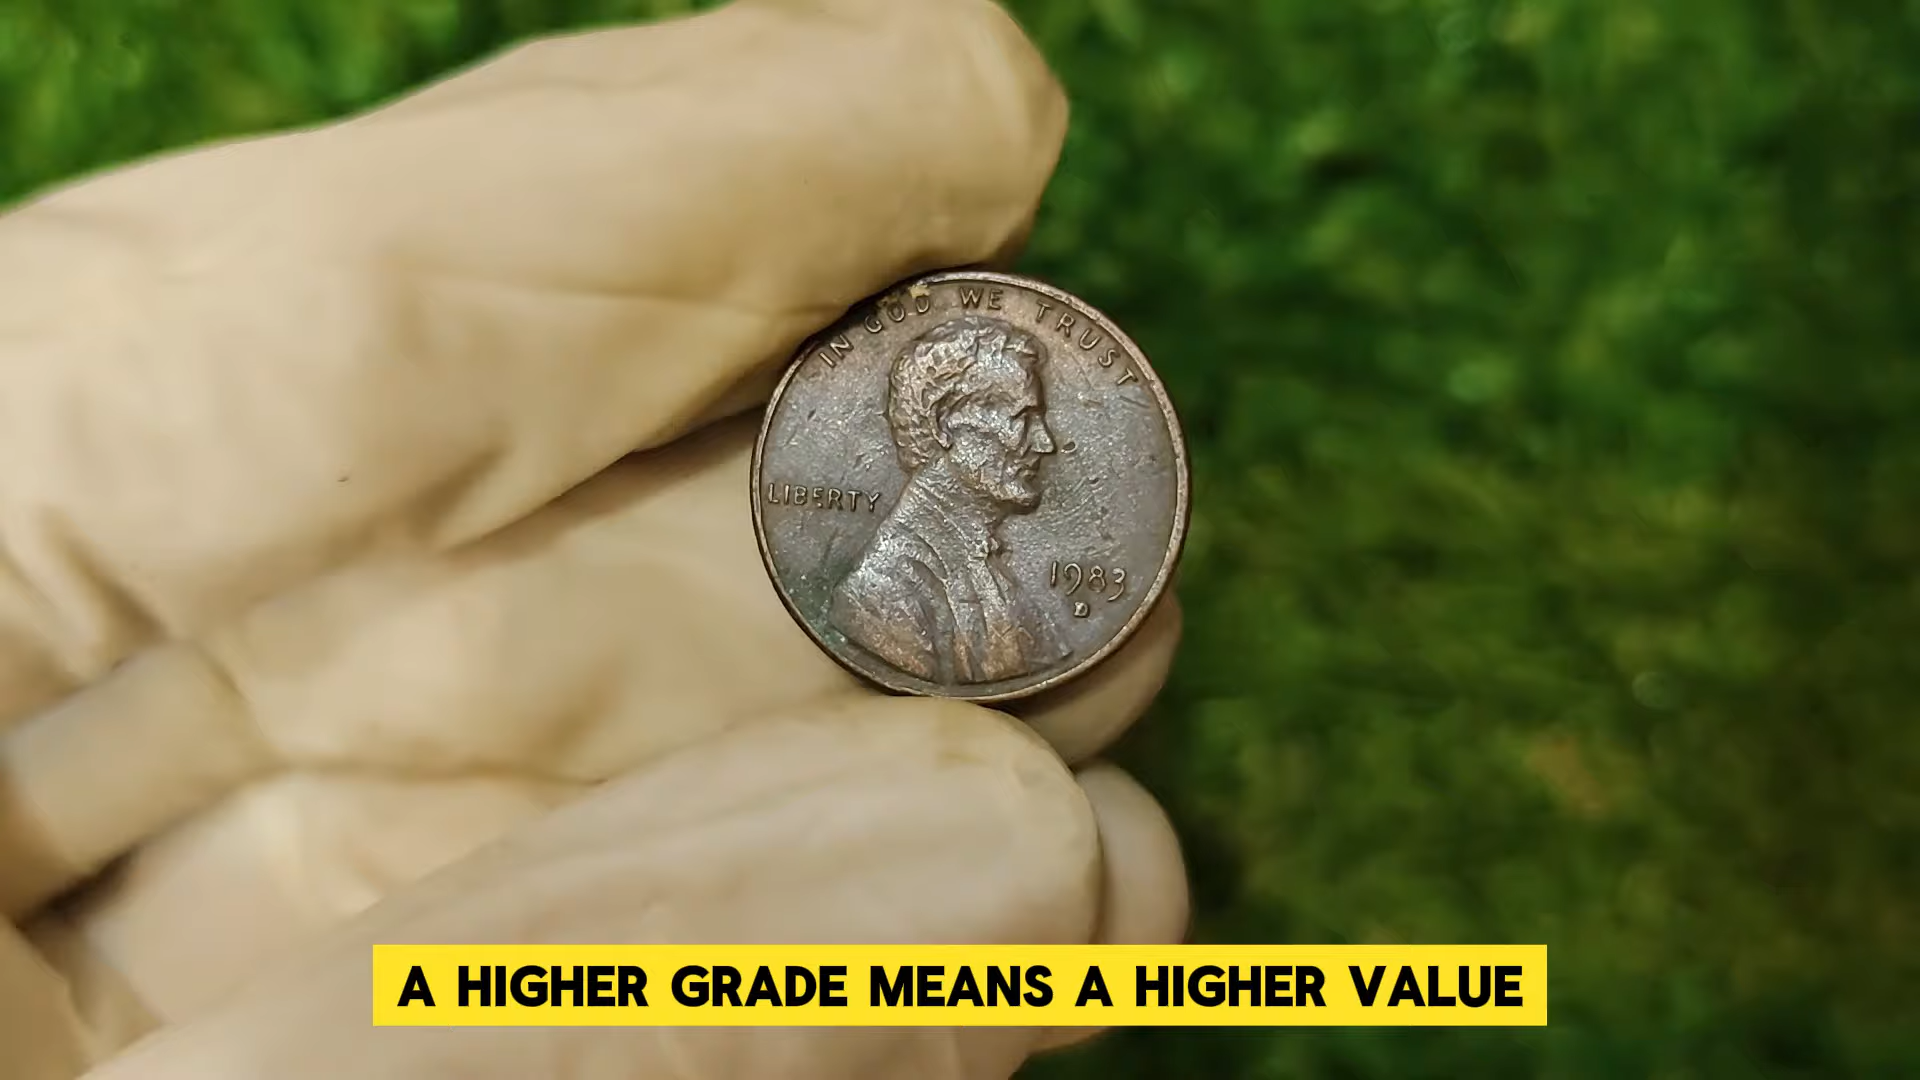 IN GOD WE TRUST
LIBERTY
1983
D
A HIGHER GRADE MEANS A HIGHER VALUE